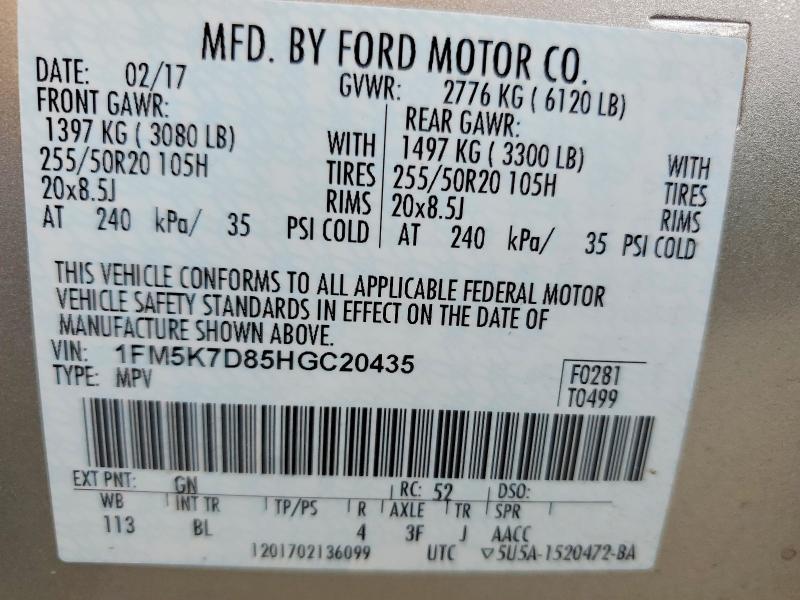 MFD. BY FORD MOTOR CO.
DATE: 02/17 GVWR: 2776 KG ( 6120 LB)
FRONT GAWR: REAR GAWR:
1397 KG ( 3080 LB) WITH 1497 KG ( 3300 LB) WITH
255/50R20 105H TIRES 255/50R20 105H TIRES
20x8.5J RIMS 20x8.5J RIMS
AT 240 kPa/ 35 PSI COLD AT 240 kPa/ 35 PSI COLD
THIS VEHICLE CONFORMS TO ALL APPLICABLE FEDERAL MOTOR
VEHICLE SAFETY STANDARDS IN EFFECT ON THE DATE OF
MANUFACTURE SHOWN ABOVE.
VIN: 1FM5K7D85HGC20435
TYPE: MPV
F0281
T0499
EXT PNT: GN RC: 52 DSO:
WB INT TR TP/PS R AXLE TR SPR
113 BL 4 3F J AACC
1201702136099 UTC ▽5U5A-1520472-BA